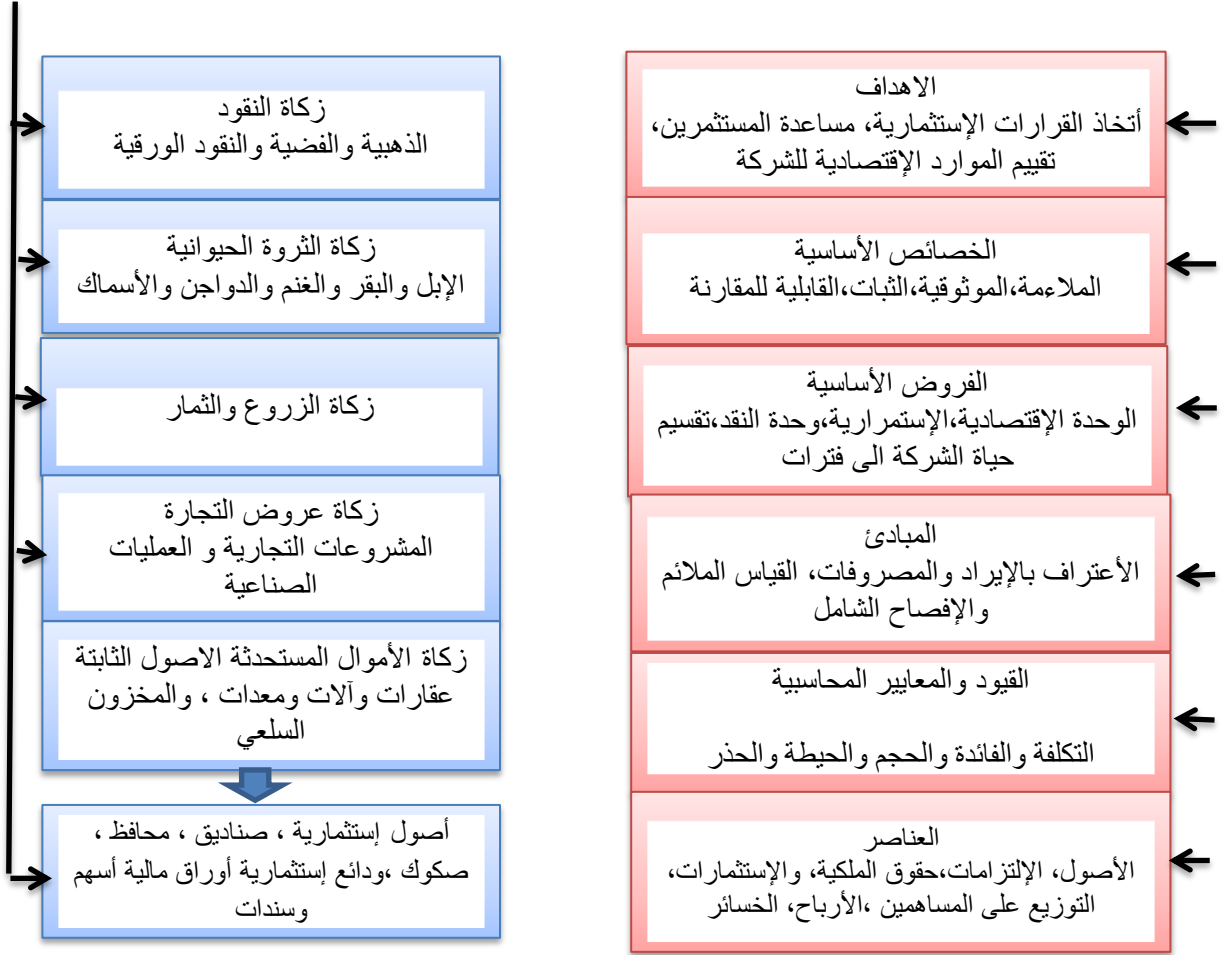 الاهداف
أتخاذ القرارات الإستثمارية، مساعدة المستثمرين،
تقييم الموارد الإقتصادية للشركة
الخصائص الأساسية
الملاءمة،الموثوقية،الثبات،القابلية للمقارنة
الفروض الأساسية
الوحدة الإقتصادية،الإستمرارية،وحدة النقد،تقسيم
حياة الشركة الى فترات
المبادئ
الأعتراف بالإيراد والمصروفات، القياس الملائم
والإفصاح الشامل
القيود والمعايير المحاسبية
التكلفة والفائدة والحجم والحيطة والحذر
العناصر
الأصول، الإلتزامات،حقوق الملكية، والإستثمارات،
التوزيع على المساهمين ،الأرباح، الخسائر
زكاة النقود
الذهبية والفضية والنقود الورقية
زكاة الثروة الحيوانية
الإبل والبقر والغنم والدواجن والأسماك
زكاة الزروع والثمار
زكاة عروض التجارة
المشروعات التجارية و العمليات
الصناعية
زكاة الأموال المستحدثة الاصول الثابتة
عقارات وآلات ومعدات ، والمخزون
السلعي
أصول إستثمارية ، صناديق ، محافظ ،
صكوك ،ودائع إستثمارية أوراق مالية أسهم
وسندات